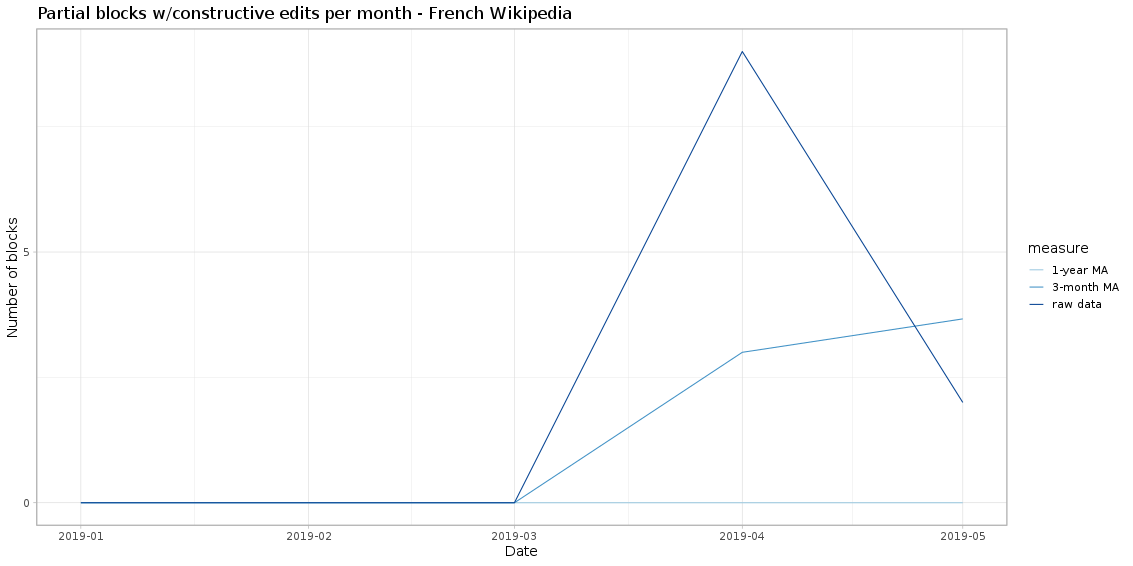 Partial blocks w/constructive edits per month - French Wikipedia
Number of blocks
5
0
2019-01
2019-02
2019-03
2019-04
2019-05
Date
measure
1-year MA
3-month MA
raw data